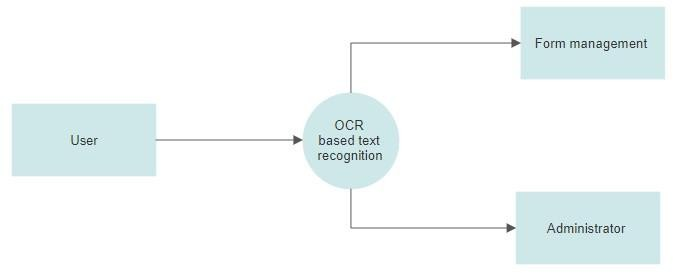 Form management
User
OCR
based text
recognition
Administrator